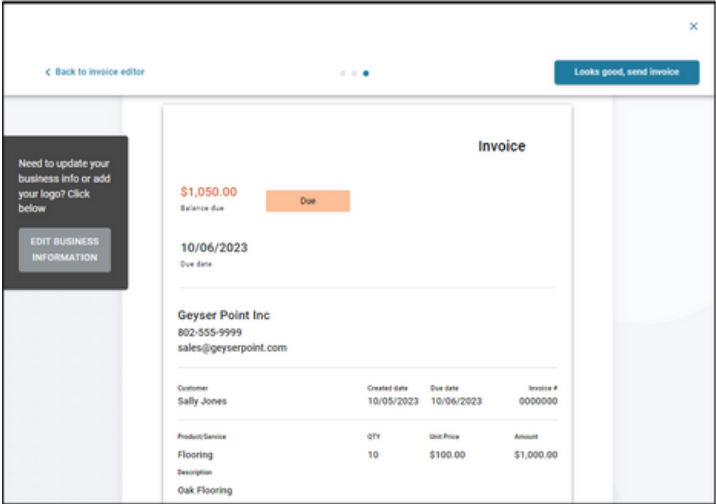 ×
< Back to invoice editor
Looks good, send invoice
Need to update your
business info or add
your logo? Click
below
EDIT BUSINESS
INFORMATION
Invoice
$1,050.00
Balance due
Due
10/06/2023
Due date
Geyser Point Inc
802-555-9999
sales@geyserpoint.com
Customer Created date Due date Invoice #
Sally Jones 10/05/2023 10/06/2023 0000000
Product/Service QTY Unit Price Amount
Flooring 10 $100.00 $1,000.00
Description
Oak Flooring